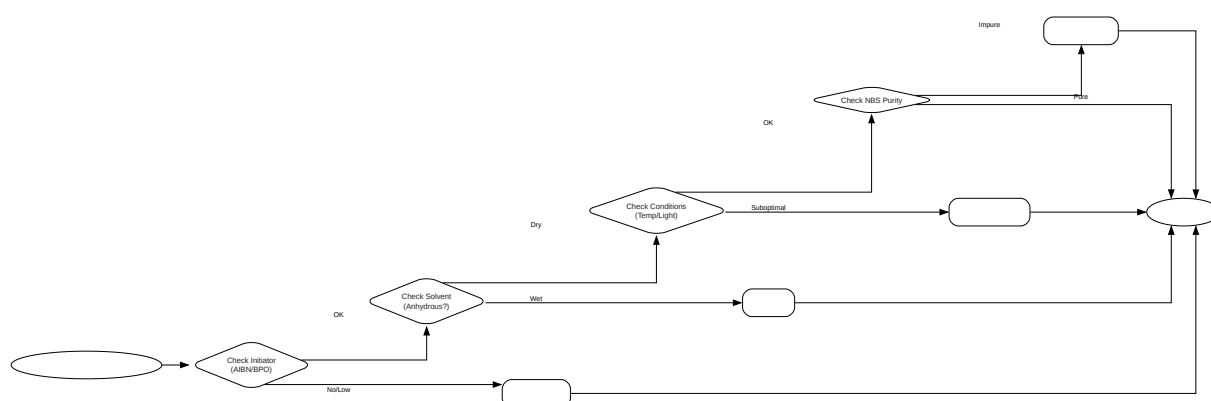 Impure
Check NBS Purity
Pure
OK
Check Conditions
(Temp/Light)
Suboptimal
Dry
Check Solvent
(Anhydrous?)
Wet
OK
Check Initiator
(AIBN/BPO)
No/Low